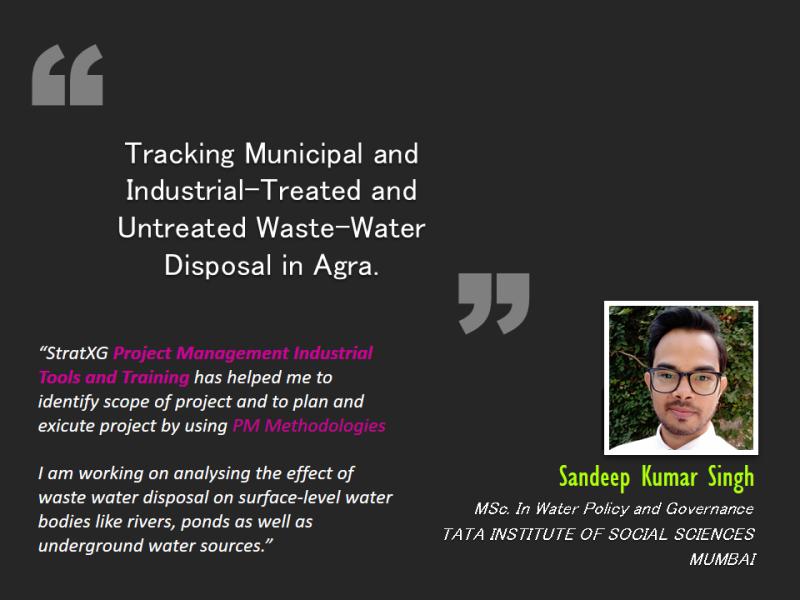 Tracking Municipal and
Industrial-Treated and
Untreated Waste-Water
Disposal in Agra.
“StratXG Project Management Industrial
Tools and Training has helped me to
identify scope of project and to plan and
exicute project by using PM Methodologies
I am working on analysing the effect of
waste water disposal on surface-level water
bodies like rivers, ponds as well as
underground water sources.”
Sandeep Kumar Singh
MSc. In Water Policy and Governance
TATA INSTITUTE OF SOCIAL SCIENCES
MUMBAI